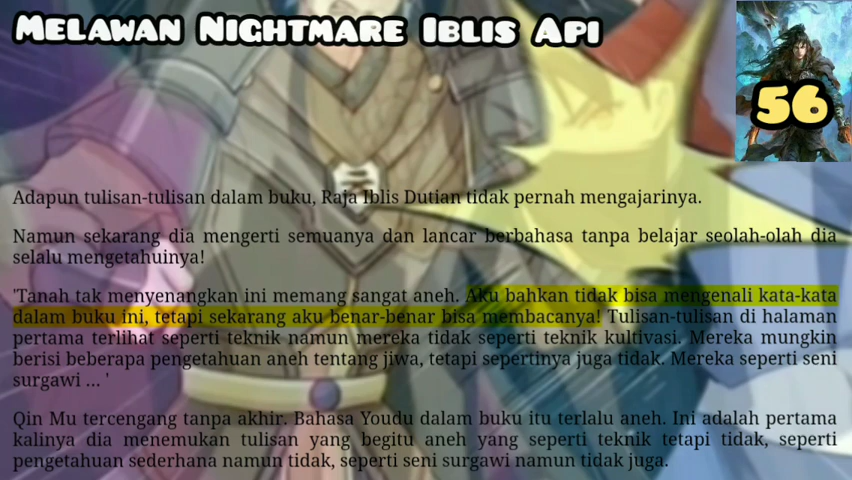 Melawan Nightmare Iblis Api
56
Adapun tulisan-tulisan dalam buku, Raja Iblis Dutian tidak pernah mengajarinya.
Namun sekarang dia mengerti semuanya dan lancar berbahasa tanpa belajar seolah-olah dia
selalu mengetahuinya!
'Tanah tak menyenangkan ini memang sangat aneh. Aku bahkan tidak bisa mengenali kata-kata
dalam buku ini, tetapi sekarang aku benar-benar bisa membacanya! Tulisan-tulisan di halaman
pertama terlihat seperti teknik namun mereka tidak seperti teknik kultivasi. Mereka mungkin
berisi beberapa pengetahuan aneh tentang jiwa, tetapi sepertinya juga tidak. Mereka seperti seni
surgawi ... '
Qin Mu tercengang tanpa akhir. Bahasa Youdu dalam buku itu terlalu aneh. Ini adalah pertama
kalinya dia menemukan tulisan yang begitu aneh yang seperti teknik tetapi tidak, seperti
pengetahuan sederhana namun tidak, seperti seni surgawi namun tidak juga.